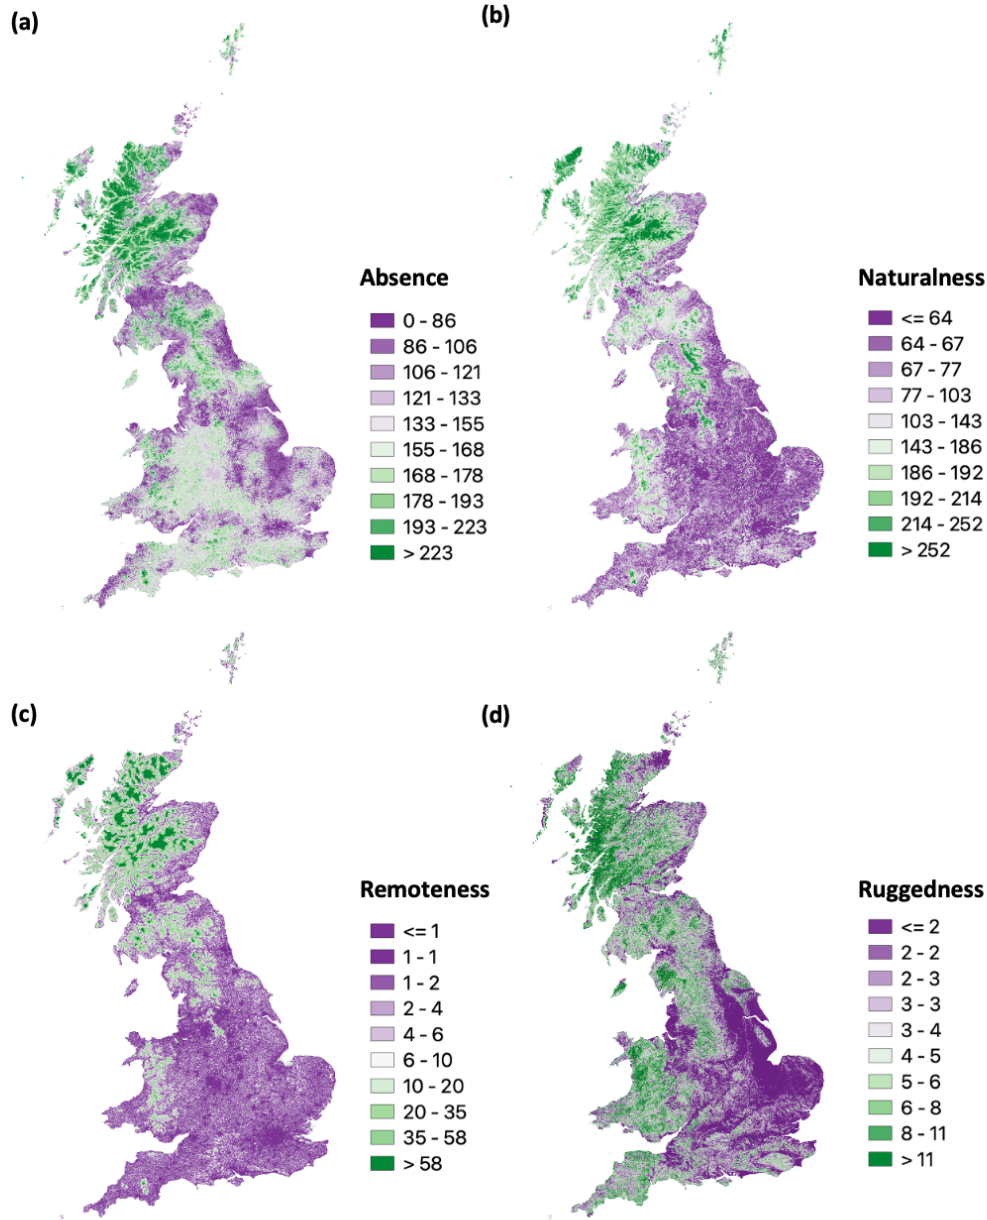 (a)
(b)
Absence
0 - 86
86 - 106
106 - 121
121 - 133
133 - 155
155 - 168
168 - 178
178 - 193
193 - 223
> 223
Naturalness
<= 64
64 - 67
67 - 77
77 - 103
103 - 143
143 - 186
186 - 192
192 - 214
214 - 252
> 252
(c)
(d)
Remoteness
<= 1
1 - 1
1 - 2
2 - 4
4 - 6
6 - 10
10 - 20
20 - 35
35 - 58
> 58
Ruggedness
<= 2
2 - 2
2 - 3
3 - 3
3 - 4
4 - 5
5 - 6
6 - 8
8 - 11
> 11